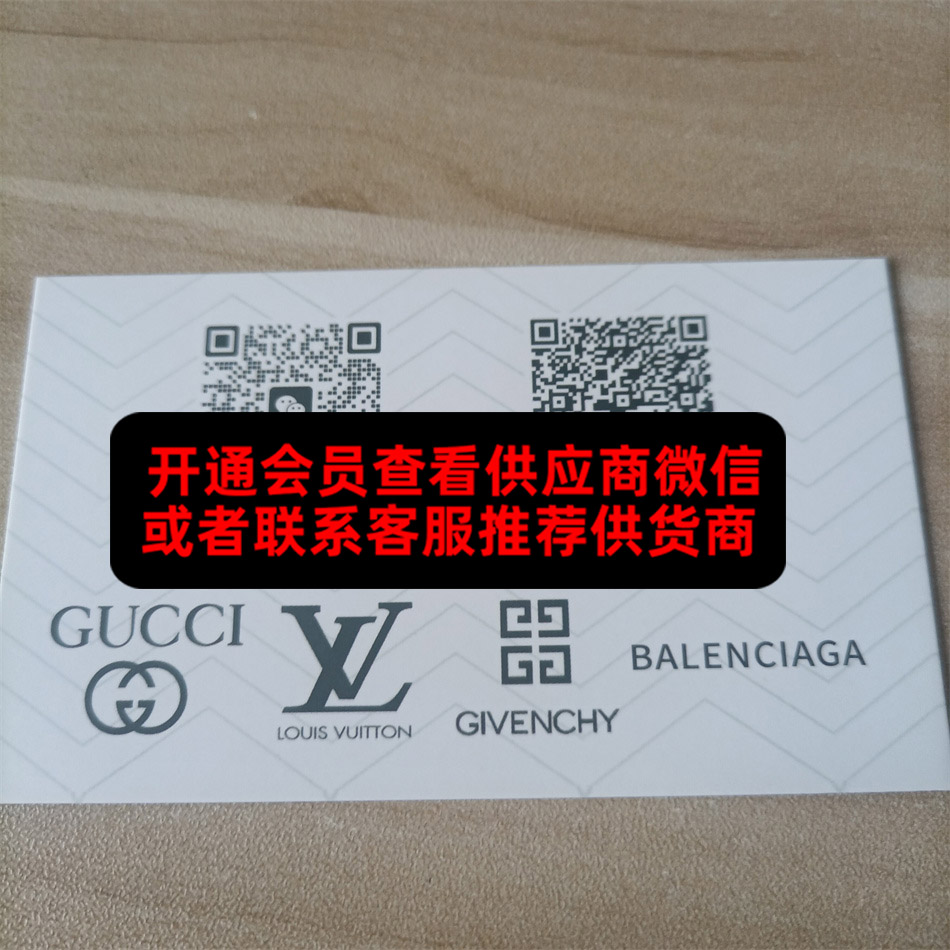 开通会员查看供应商微信
或者联系客服推荐供货商
GUCCI
LOUIS VUITTON
GIVENCHY
BALENCIAGA